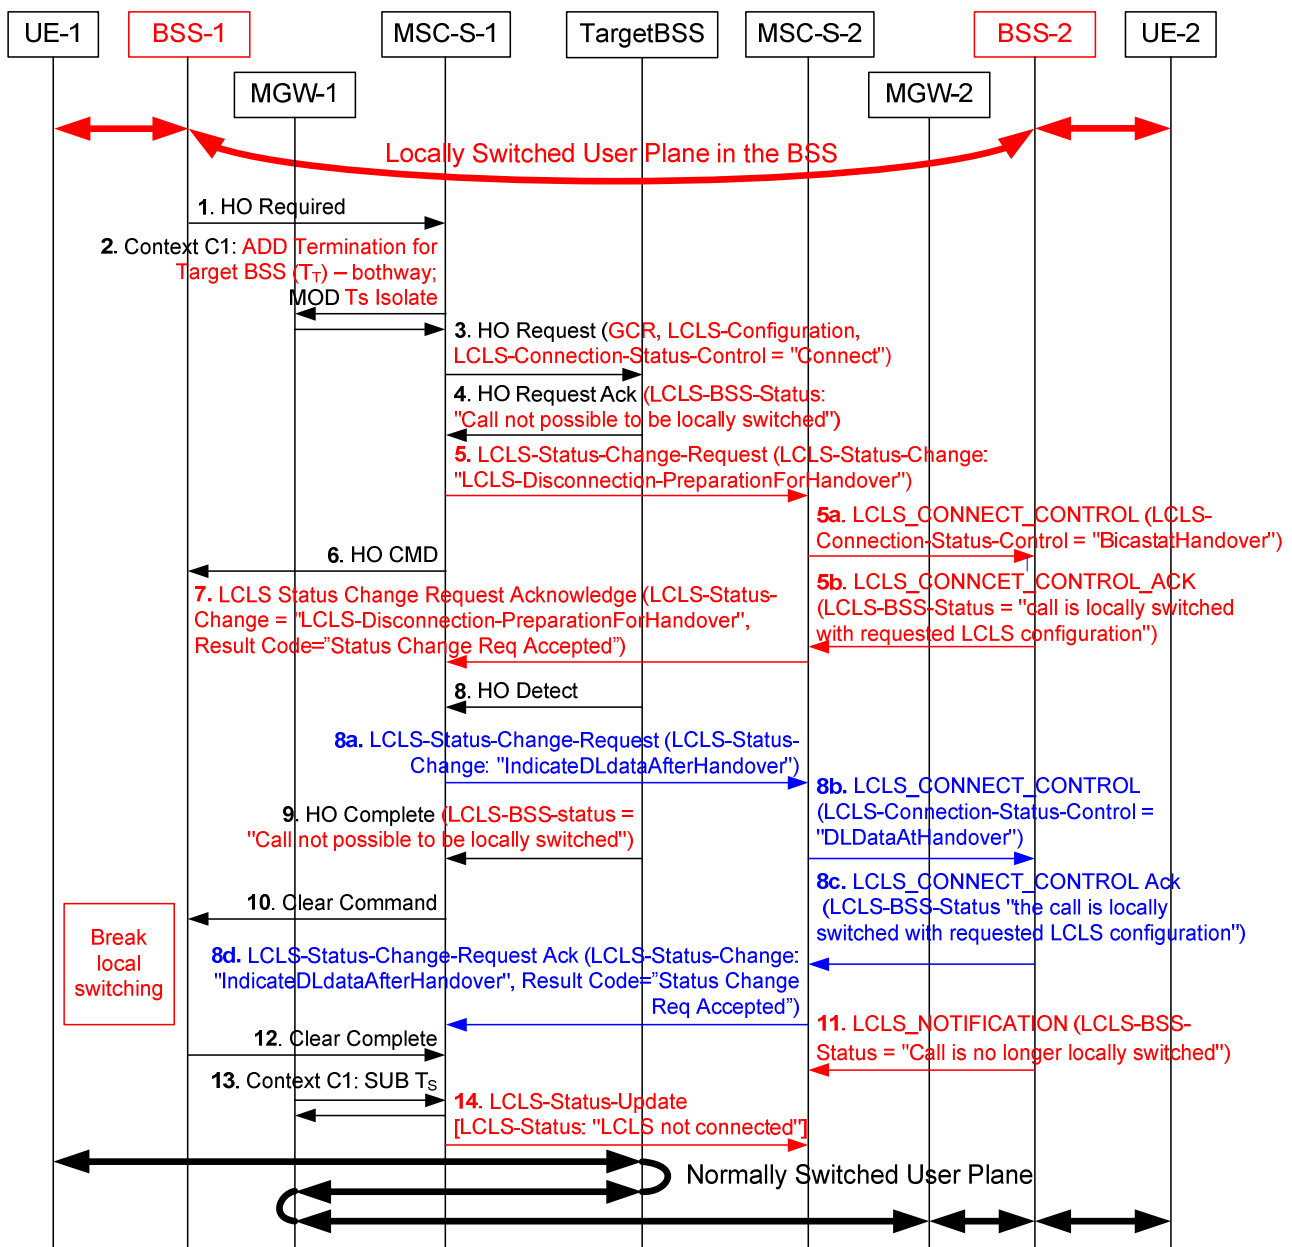 UE-1
BSS-1
MSC-S-1
TargetBSS
MSC-S-2
BSS-2
UE-2
MGW-1
MGW-2
Locally Switched User Plane in the BSS
1. HO Required
2. Context C1: ADD Termination for
Target BSS (TT) – bothway;
MOD Ts Isolate
3. HO Request (GCR, LCLS-Configuration,
LCLS-Connection-Status-Control = "Connect")
4. HO Request Ack (LCLS-BSS-Status:
"Call not possible to be locally switched")
5. LCLS-Status-Change-Request (LCLS-Status-Change:
"LCLS-Disconnection-PreparationForHandover")
5a. LCLS_CONNECT_CONTROL (LCLS-
Connection-Status-Control = "BicastatHandover")
6. HO CMD
5b. LCLS_CONNCET_CONTROL_ACK
(LCLS-BSS-Status = "call is locally switched
with requested LCLS configuration")
7. LCLS Status Change Request Acknowledge (LCLS-Status-
Change = "LCLS-Disconnection-PreparationForHandover",
Result Code=”Status Change Req Accepted”)
8. HO Detect
8a. LCLS-Status-Change-Request (LCLS-Status-
Change: "IndicateDLdataAfterHandover")
8b. LCLS_CONNECT_CONTROL
(LCLS-Connection-Status-Control =
"DLDataAtHandover")
9. HO Complete (LCLS-BSS-status =
"Call not possible to be locally switched")
8c. LCLS_CONNECT_CONTROL Ack
(LCLS-BSS-Status "the call is locally
switched with requested LCLS configuration")
10. Clear Command
Break
local
switching
8d. LCLS-Status-Change-Request Ack (LCLS-Status-Change:
"IndicateDLdataAfterHandover", Result Code=”Status Change
Req Accepted”)
11. LCLS_NOTIFICATION (LCLS-BSS-
Status = "Call is no longer locally switched")
12. Clear Complete
13. Context C1: SUB TS
14. LCLS-Status-Update
[LCLS-Status: "LCLS not connected"]
Normally Switched User Plane